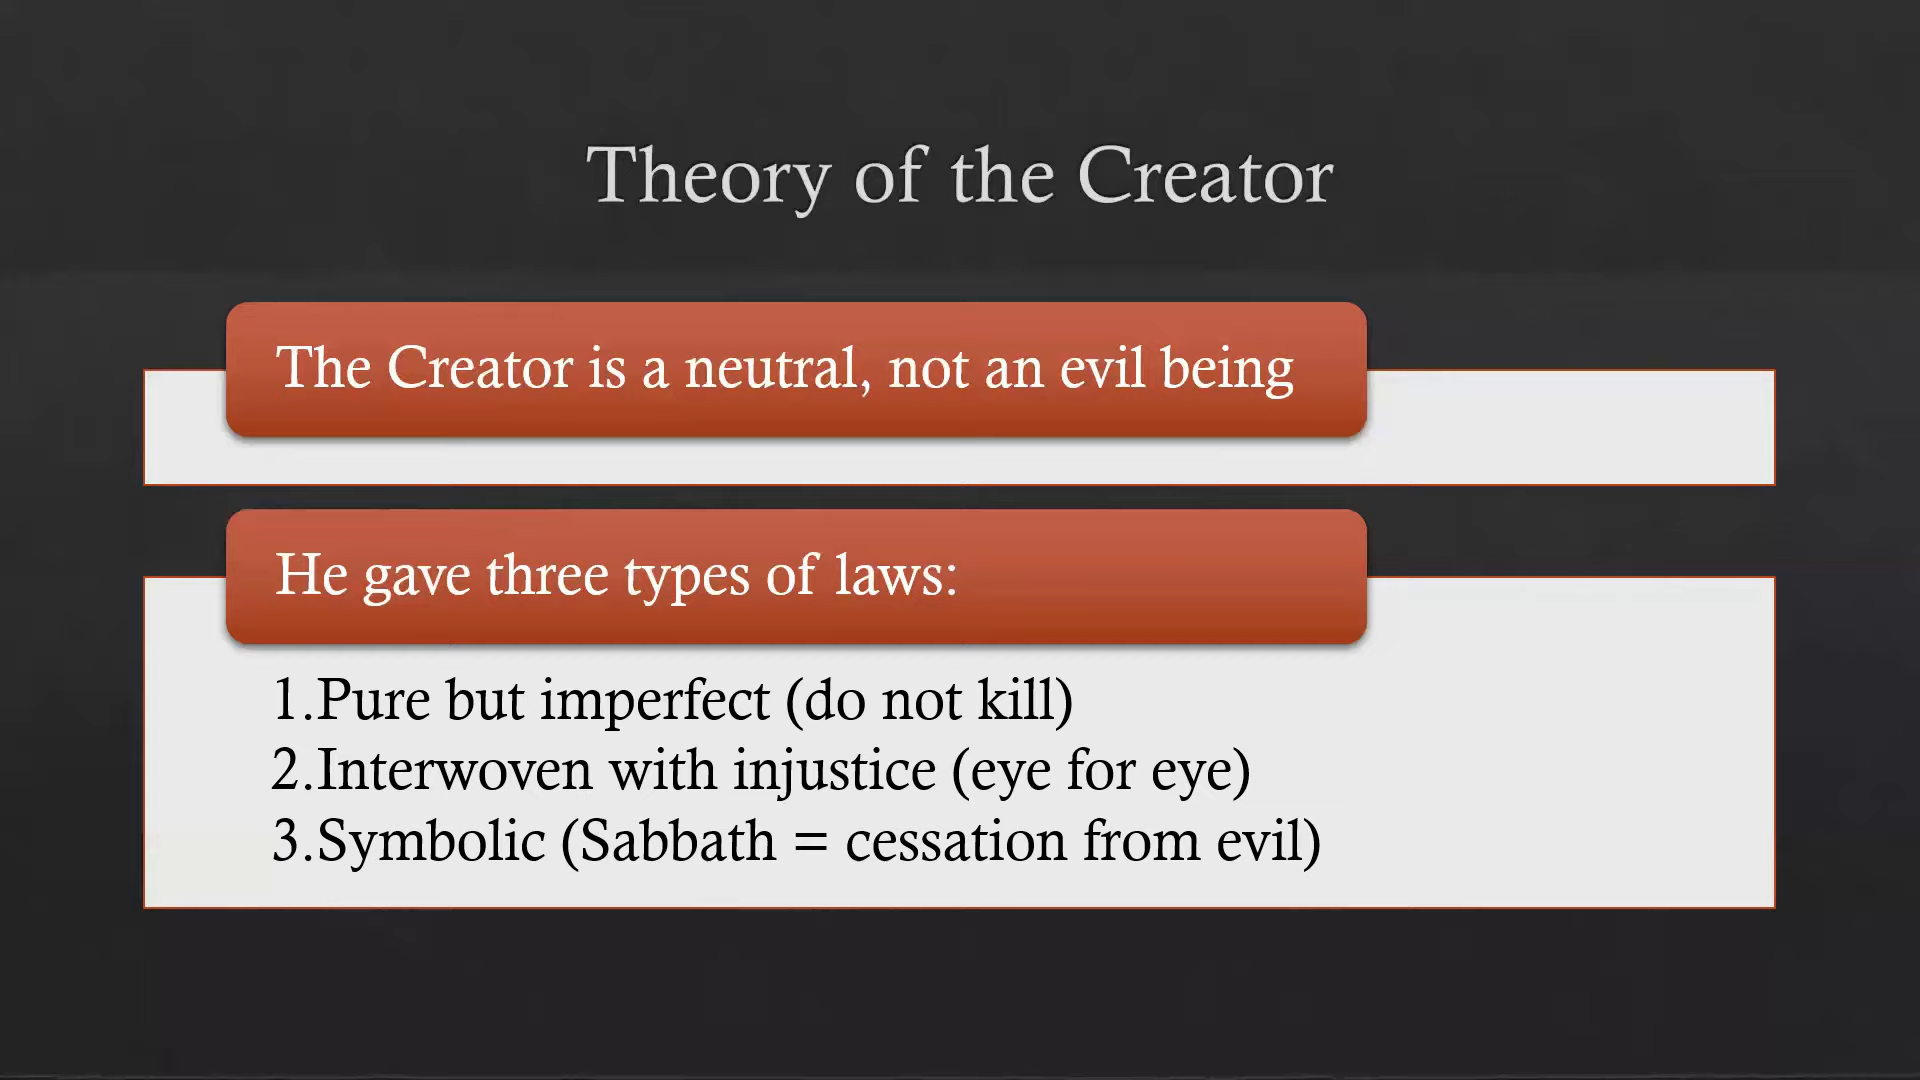 Theory of the Creator
The Creator is a neutral, not an evil being
He gave three types of laws:
1.Pure but imperfect (do not kill)
2.Interwoven with injustice (eye for eye)
3.Symbolic (Sabbath = cessation from evil)